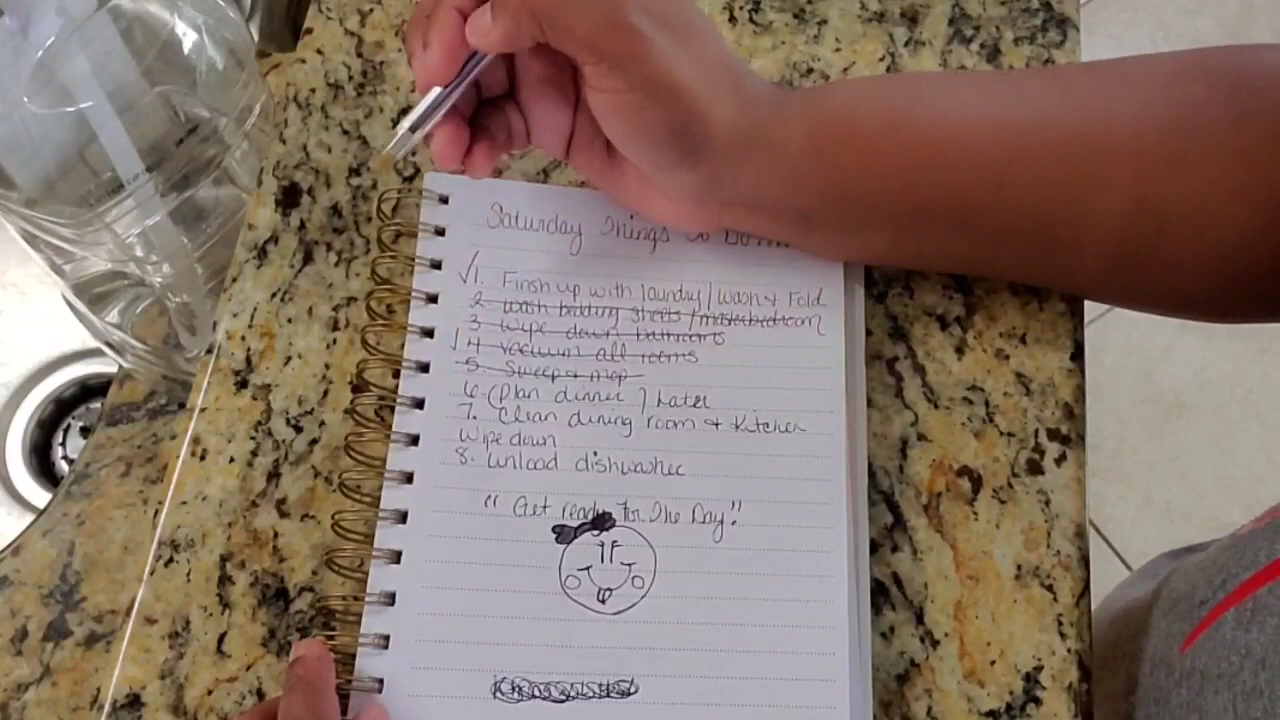 Saturday Things to Do....
√1. Finsh up with laundry / wash & Fold
2. wash bedding sheets / masterbedroom
3 Wipe down bathrooms
√4 Vacuum all rooms
5. Sweep & mop
6. (Plan dinner) Later
7. Clean dining room & Kitchen
Wipe down
8. unload dishwasher
"Get ready for The Day!"